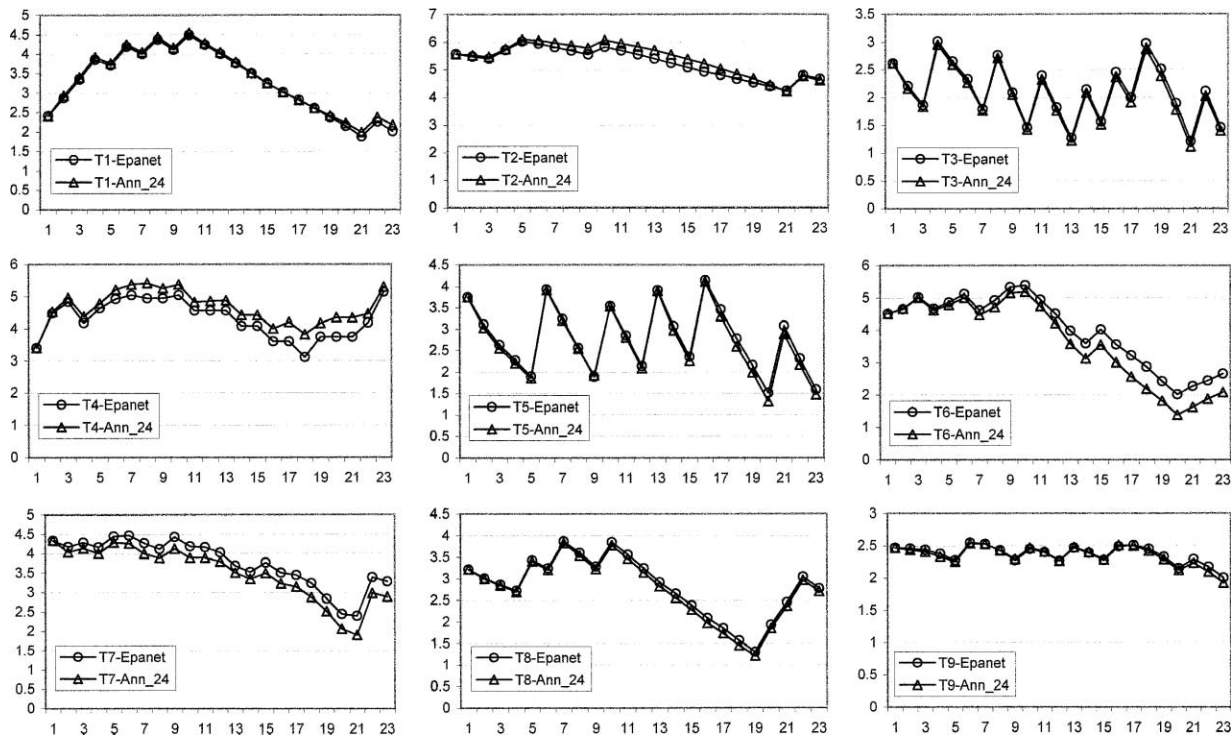 5
4.5
4
3.5
3
2.5
2
1.5
1
0.5
0
T1-Epanet
T1-Ann_24
1 3 5 7 9 11 13 15 17 19 21 23
7
6
5
4
3
2
1
0
T2-Epanet
T2-Ann_24
1 3 5 7 9 11 13 15 17 19 21 23
3.5
3
2.5
2
1.5
1
0.5
0
T3-Epanet
T3-Ann_24
1 3 5 7 9 11 13 15 17 19 21 23
6
5
4
3
2
1
0
T4-Epanet
T4-Ann_24
1 3 5 7 9 11 13 15 17 19 21 23
4.5
4
3.5
3
2.5
2
1.5
1
0.5
0
T5-Epanet
T5-Ann_24
1 3 5 7 9 11 13 15 17 19 21 23
6
5
4
3
2
1
0
T6-Epanet
T6-Ann_24
1 3 5 7 9 11 13 15 17 19 21 23
5
4.5
4
3.5
3
2.5
2
1.5
1
0.5
0
T7-Epanet
T7-Ann_24
1 3 5 7 9 11 13 15 17 19 21 23
4.5
4
3.5
3
2.5
2
1.5
1
0.5
0
T8-Epanet
T8-Ann_24
1 3 5 7 9 11 13 15 17 19 21 23
3
2.5
2
1.5
1
0.5
0
T9-Epanet
T9-Ann_24
1 3 5 7 9 11 13 15 17 19 21 23